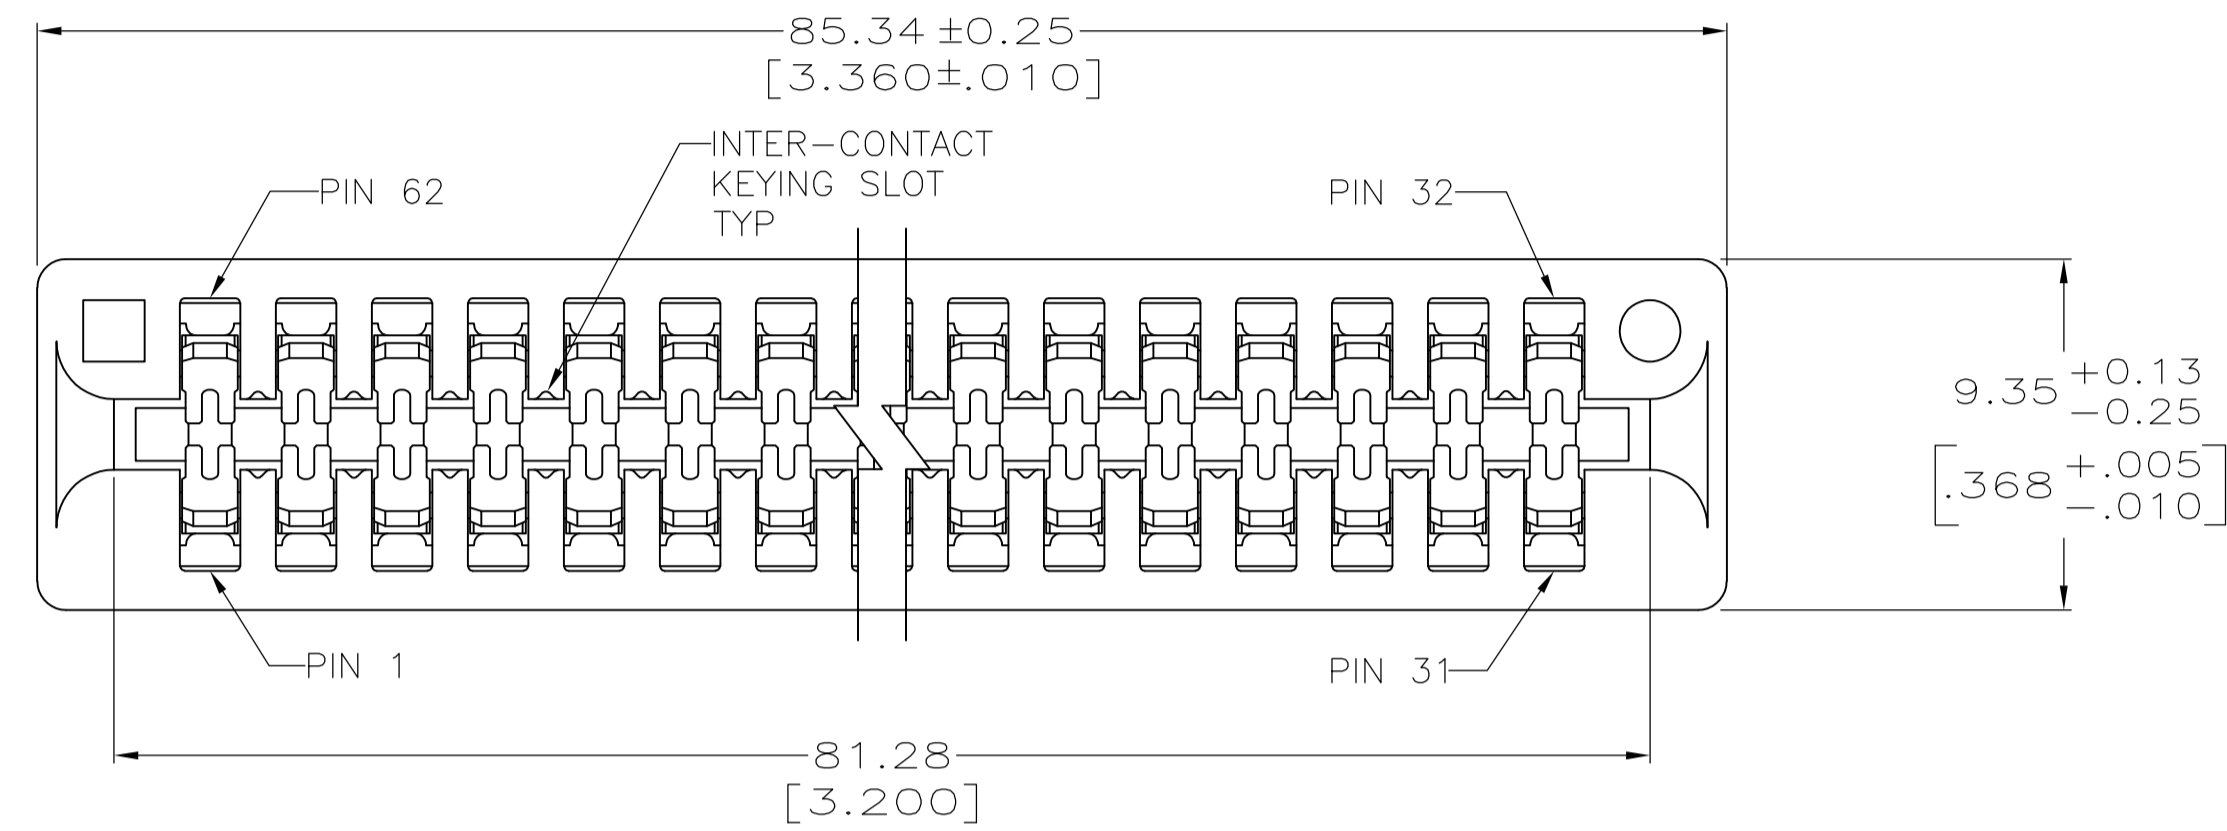 85.34 ±0.25
[3.360±.010]
INTER-CONTACT
KEYING SLOT
TYP
PIN 62
PIN 32
9.35 +0.13
-0.25
[.368 +.005
-.010]
PIN 1
PIN 31
81.28
[3.200]